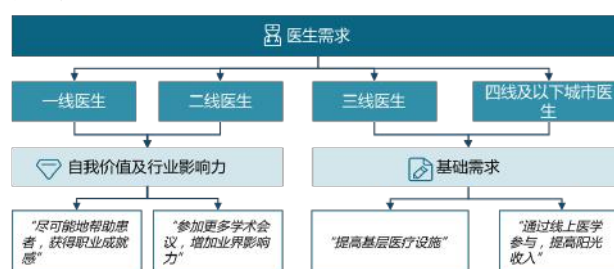 医生需求
一线医生
二线医生
三线医生
四线及以下城市医
生
自我价值及行业影响力
基础需求
“尽可能地帮助患
者，获得职业成就
感”
“参加更多学术会
议，增加业界影响
力”
“提高基层医疗设施”
“通过线上医学
参与，提高阳光
收入”